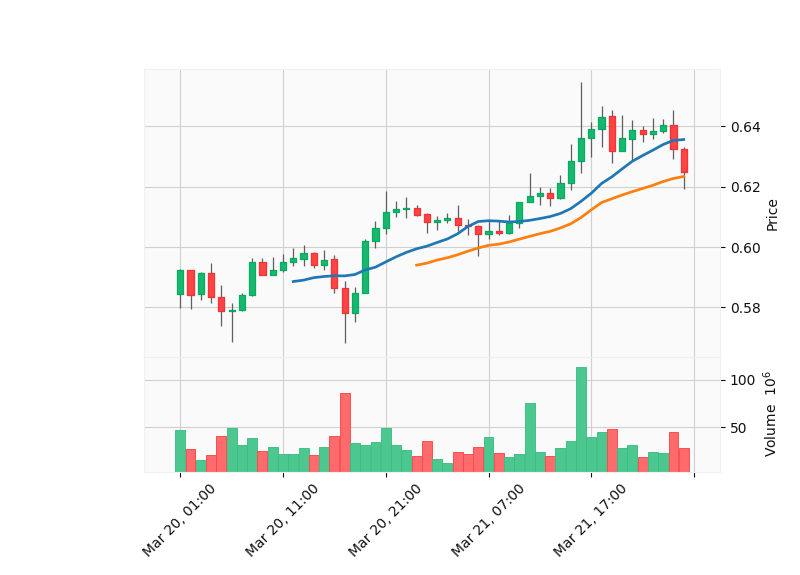 0.64
0.62
0.60
0.58
Price
100
50
Volume 10^6
Mar 20, 01:00
Mar 20, 11:00
Mar 20, 21:00
Mar 21, 07:00
Mar 21, 17:00